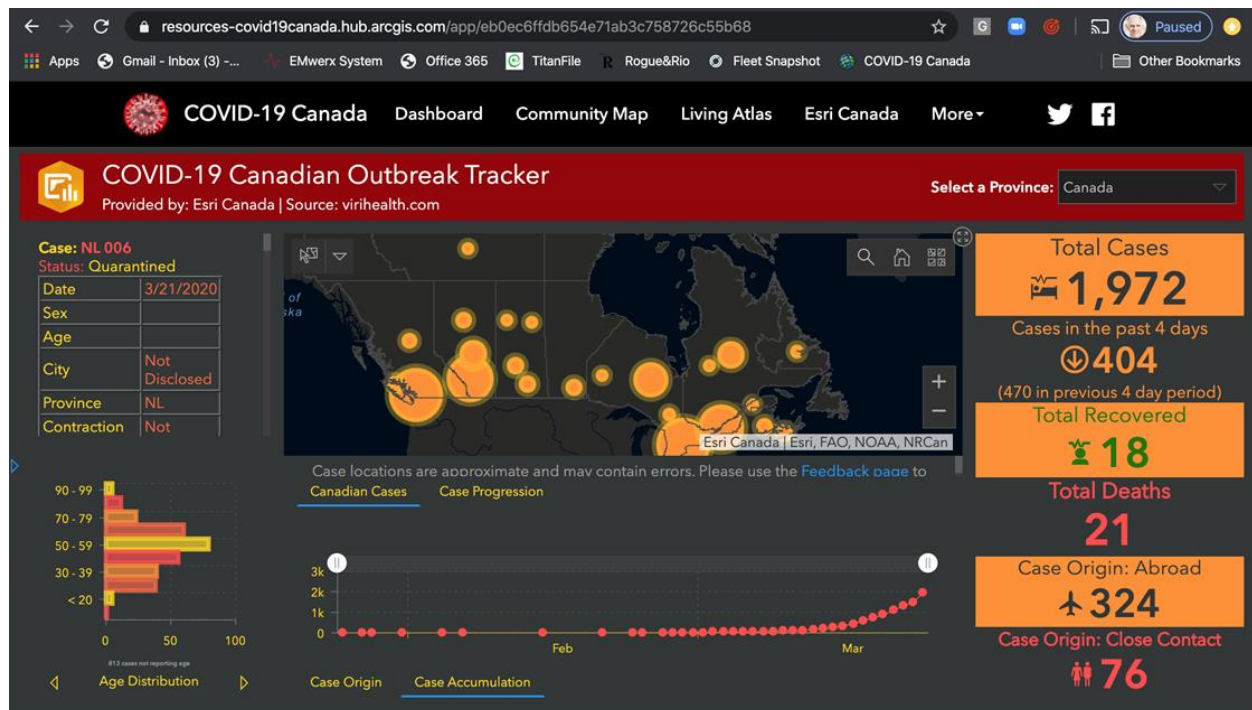 resources-covid19canada.hub.arcgis.com/app/eb0ec6ffdb654e71ab3c758726c55b68
G
Paused
Apps
Gmail - Inbox (3) -...
EMwerx System
Office 365
TitanFile
R
Rogue&Rio
Fleet Snapshot
COVID-19 Canada
Other Bookmarks
COVID-19 Canada
Dashboard
Community Map
Living Atlas
Esri Canada
More
COVID-19 Canadian Outbreak Tracker
Provided by: Esri Canada | Source: virihealth.com
Select a Province: Canada
Case: NL 006
Status: Quarantined
Date 3/21/2020
Sex
Age
City Not
Disclosed
Province NL
Contraction Not
of
ska
+
−
Esri Canada | Esri, FAO, NOAA, NRCan
Case locations are approximate and may contain errors. Please use the Feedback page to
Canadian Cases
Case Progression
3k
2k
1k
0
Feb
Mar
Case Origin
Case Accumulation
90 - 99
70 - 79
50 - 59
30 - 39
< 20
0
50
100
813 cases not reporting age
Age Distribution
Total Cases
1,972
Cases in the past 4 days
404
(470 in previous 4 day period)
Total Recovered
18
Total Deaths
21
Case Origin: Abroad
324
Case Origin: Close Contact
76